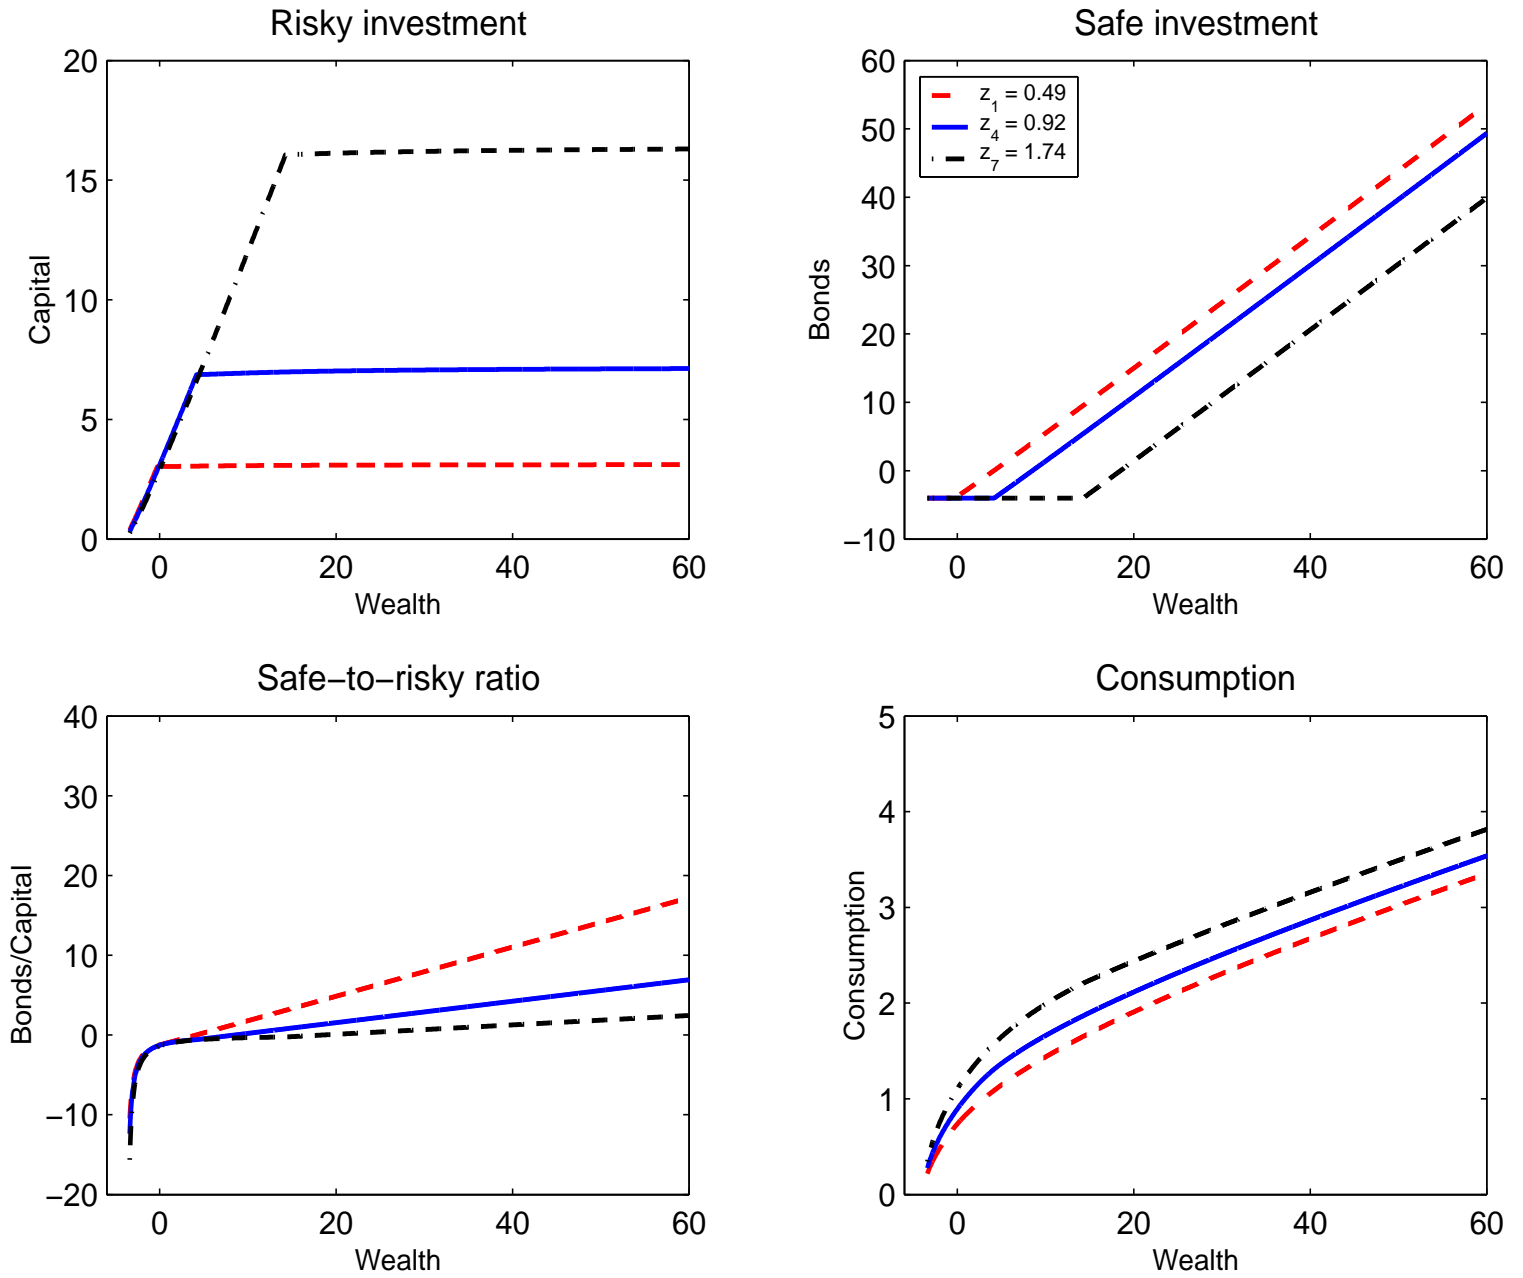 Risky investment
20
15
10
5
0
Capital
0 20 40 60
Wealth
Safe investment
60
50
40
30
20
10
0
−10
Bonds
z1 = 0.49
z4 = 0.92
z7 = 1.74
0 20 40 60
Wealth
Safe−to−risky ratio
40
30
20
10
0
−10
−20
Bonds/Capital
0 20 40 60
Wealth
Consumption
5
4
3
2
1
0
Consumption
0 20 40 60
Wealth